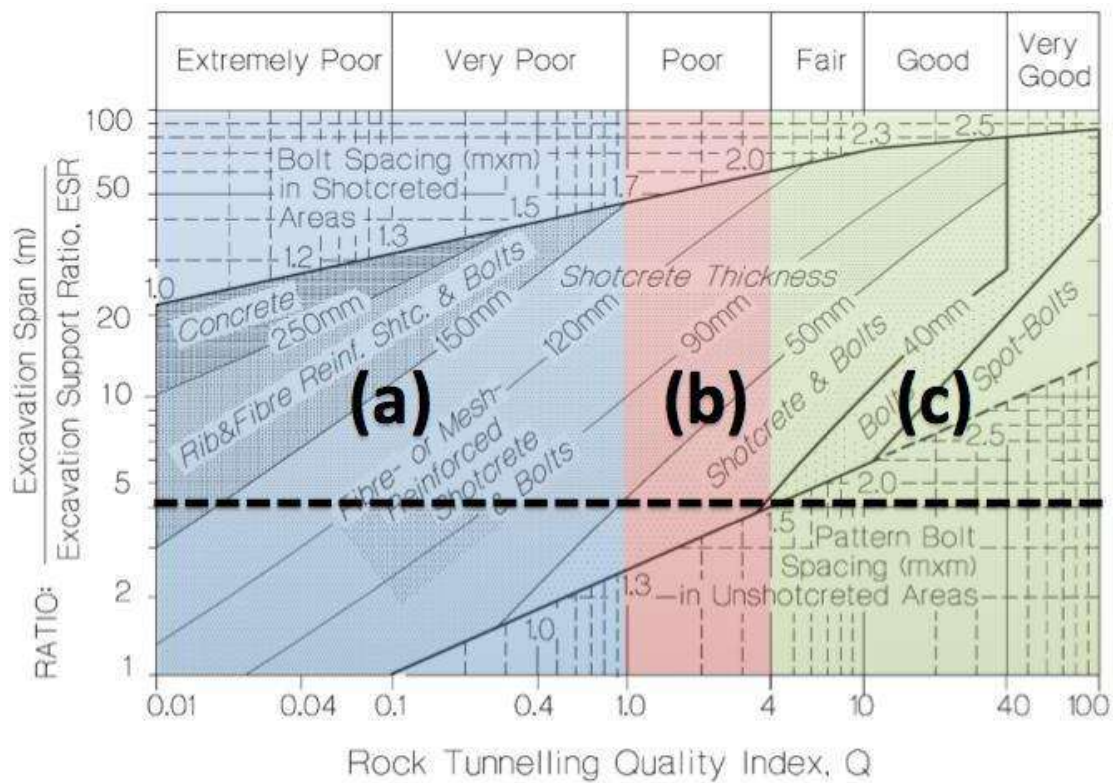 Extremely Poor
Very Poor
Poor
Fair
Good
Very
Good
100
50
20
10
5
2
1
RATIO:
Excavation Span (m)
Excavation Support Ratio, ESR
Bolt Spacing (mxm)
in Shotcreted
Areas
1.0
1.2
1.3
1.5
1.7
2.0
2.3
2.5
Concrete
250mm
Rib&Fibre Reinf. Shtc. & Bolts
150mm
120mm
Shotcrete Thickness
90mm
50mm
40mm
Fibre- or Mesh-
Reinforced
Shotcrete
& Bolts
Shotcrete & Bolts
Bolts
Spot-Bolts
(a)
(b)
(c)
1.0
1.3
1.5
2.0
2.5
Pattern Bolt
Spacing (mxm)
in Unshotcreted Areas
0.01
0.04
0.1
0.4
1.0
4
10
40
100
Rock Tunnelling Quality Index, Q